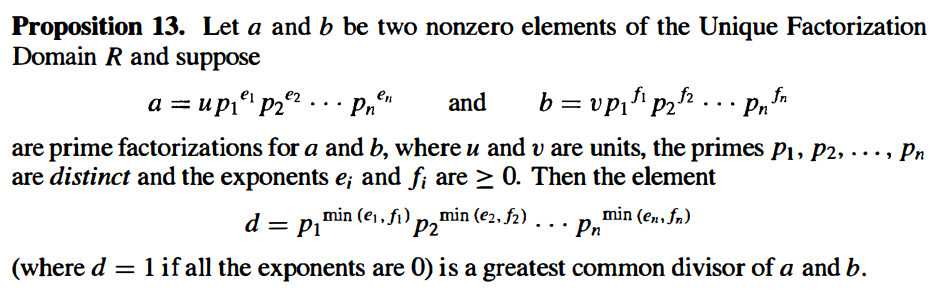 Proposition 13. Let a and b be two nonzero elements of the Unique Factorization
Domain R and suppose
a = u p₁^{e₁} p₂^{e₂} ··· pₙ^{eₙ} and b = v p₁^{f₁} p₂^{f₂} ··· pₙ^{fₙ}
are prime factorizations for a and b, where u and v are units, the primes p₁, p₂, ..., pₙ
are distinct and the exponents eᵢ and fᵢ are ≥ 0. Then the element
d = p₁^{min (e₁, f₁)} p₂^{min (e₂, f₂)} ··· pₙ^{min (eₙ, fₙ)}
(where d = 1 if all the exponents are 0) is a greatest common divisor of a and b.